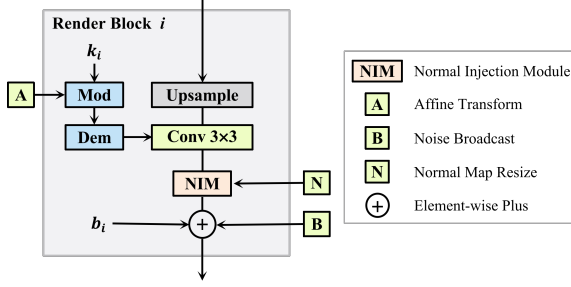 Render Block i
k_i
A
Mod
Upsample
Dem
Conv 3×3
NIM
N
b_i
+
B
NIM Normal Injection Module
A Affine Transform
B Noise Broadcast
N Normal Map Resize
+ Element-wise Plus